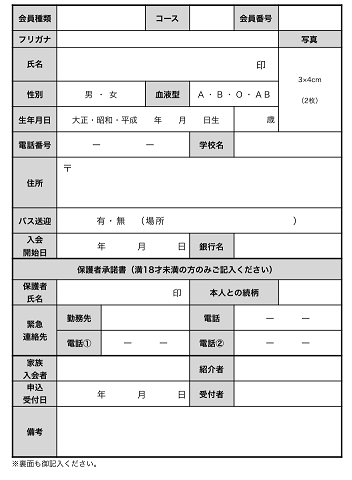 会員種類 コース 会員番号
フリガナ 写真
氏名 印 3×4cm
(2枚)
性別 男 ・ 女 血液型 A ・ B ・ O ・ AB
生年月日 大正・昭和・平成 年 月 日生 歳
電話番号 ー ー 学校名
住所 〒
バス送迎 有・無 (場所 )
入会
開始日 年 月 日 銀行名
保護者承諾書(満18才未満の方のみご記入ください)
保護者
氏名 印 本人との続柄
緊急
連絡先 勤務先 電話 ー ー
電話① ー ー 電話② ー ー
家族
入会者 紹介者
申込
受付日 年 月 日 受付者
備考
※裏面も御記入ください。